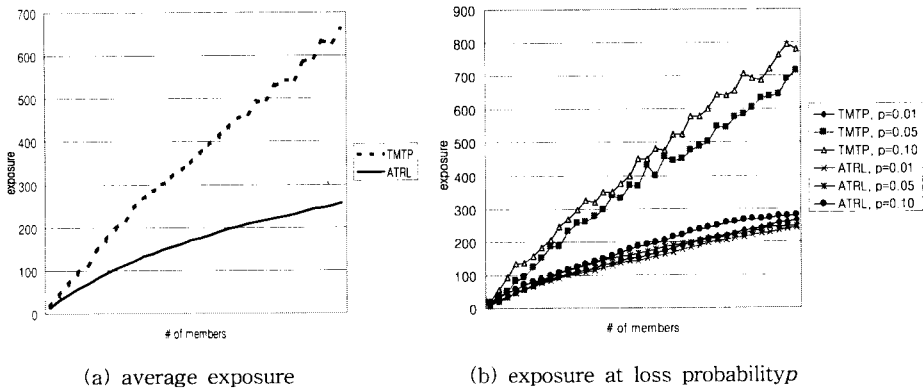 700
600
500
400
300
200
100
0
exposure
# of members
TMTP
ATRL
(a) average exposure
900
800
700
600
500
400
300
200
100
0
exposure
# of members
TMTP, p=0.01
TMTP, p=0.05
TMTP, p=0.10
ATRL, p=0.01
ATRL, p=0.05
ATRL, p=0.10
(b) exposure at loss probabilityp